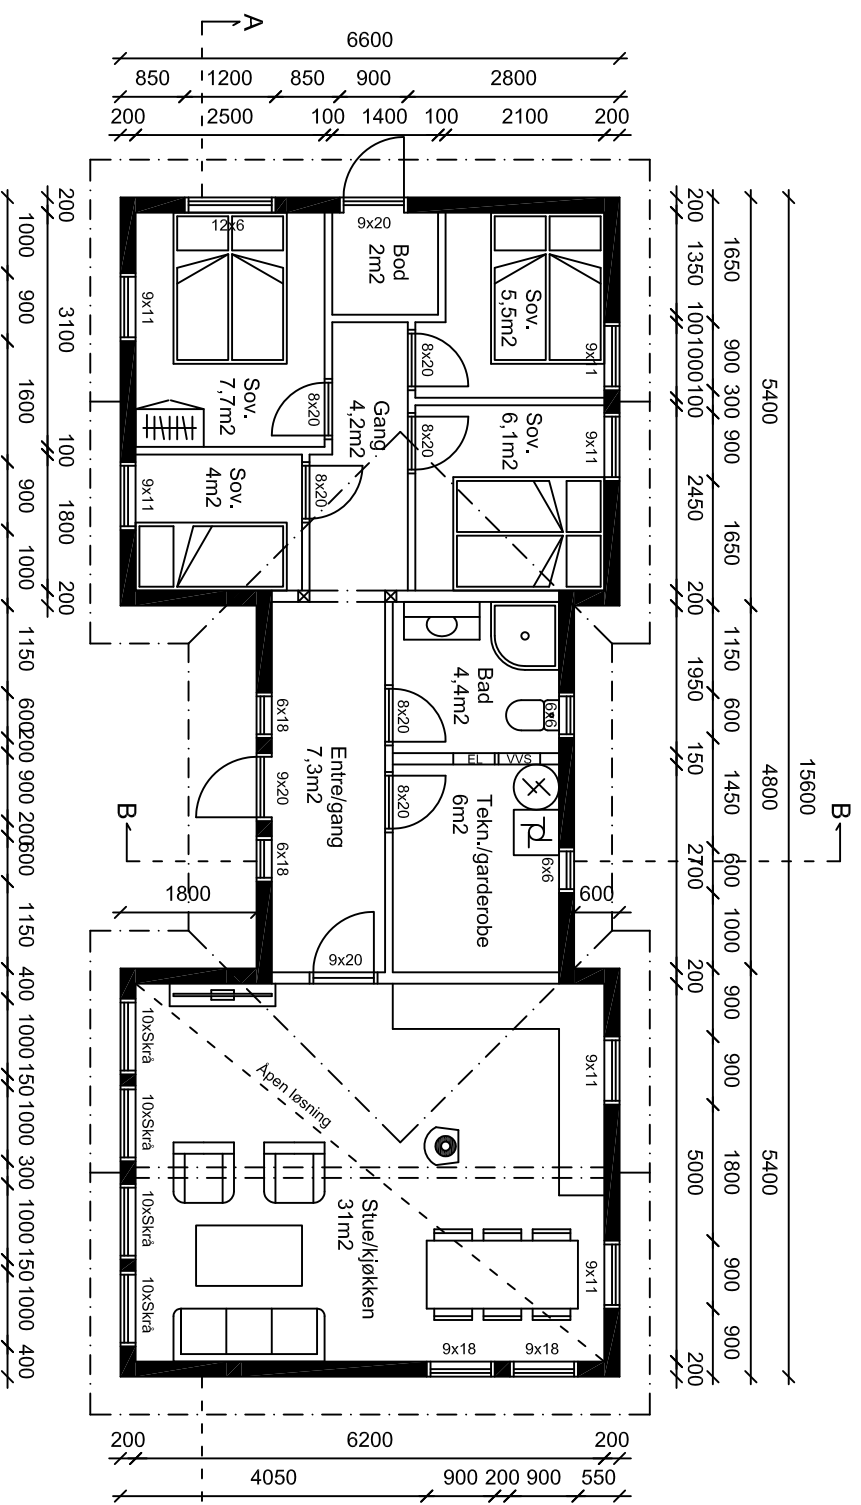 A
6600
850 1200 850 900 2800
200 2500 100 1400 100 2100 200
15600
5400 4800 5400
1650 900 300 900 1650 1150 600 1450 600 1000 900 900 1800 900 900
200 1350 100 1000 100 2450 200 1950 150 2700 200 5000 200
200 3100 100 1800 200
1000 900 1600 900 1000 1150 600 200 900 200 600 1150 400 1000 150 1000 300 1000 150 1000 400
12x6
9x20
Bod
2m2
Sov.
5,5m2
9x11
9x11
8x20
Sov.
7,7m2
8x20
Gang
4,2m2
Sov.
6,1m2
9x11
8x20
Sov.
4m2
9x11
8x20
Bad
4,4m2
6x6
8x20
6x18
EL
VVS
Entre/gang
7,3m2
9x20
8x20
Tekn./garderobe
6m2
6x6
6x18
B
B
1800
600
9x20
10xSkrå
9x11
Åpen løsning
10xSkrå
Stue/kjøkken
31m2
10xSkrå
9x11
10xSkrå
9x18
9x18
200 6200 200
4050 900 200 900 550